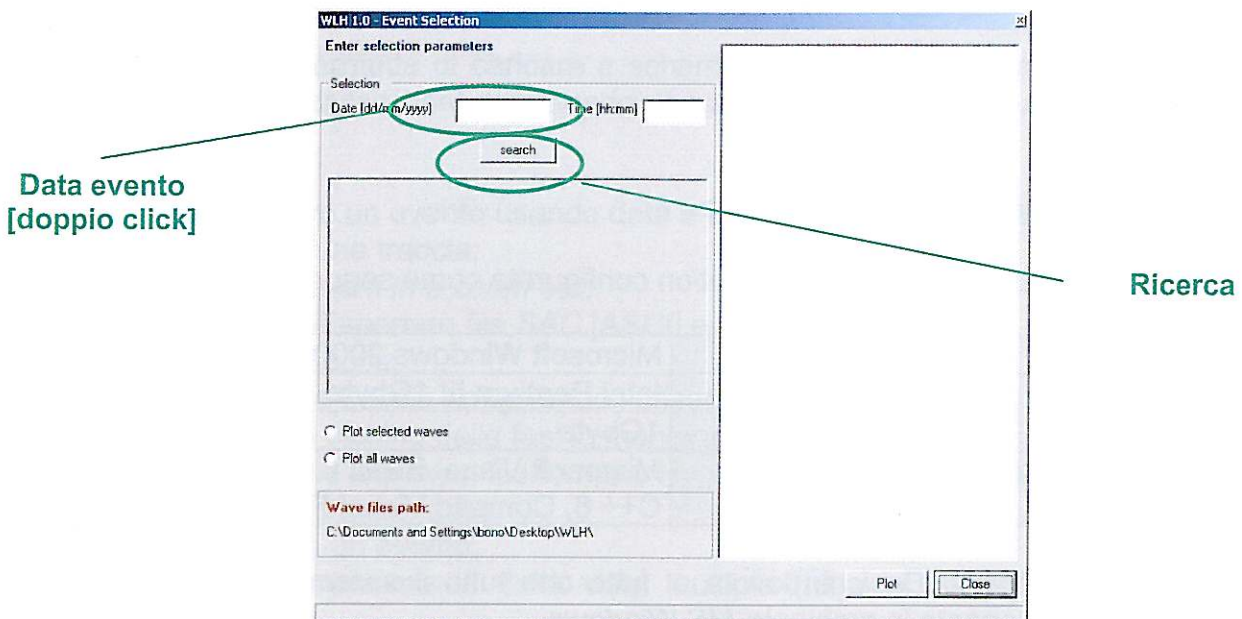 WLH 1.0 - Event Selection
Enter selection parameters
Selection
Date [dd/mm/yyyy]
Time [hh:mm]
search
Data evento
[doppio click]
Ricerca
Plot selected waves
Plot all waves
Wave files path:
C:\Documents and Settings\bono\Desktop\WLH\
Plot
Close